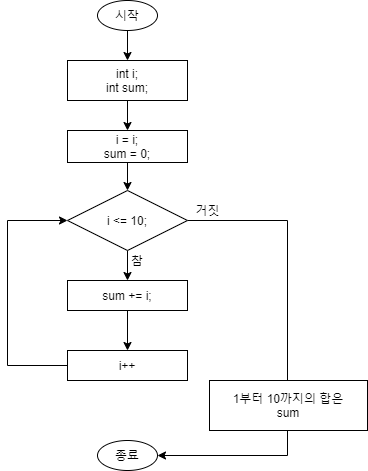 시작
int i;
int sum;
i = i;
sum = 0;
i <= 10;
거짓
참
sum += i;
i++
1부터 10까지의 합은
sum
종료